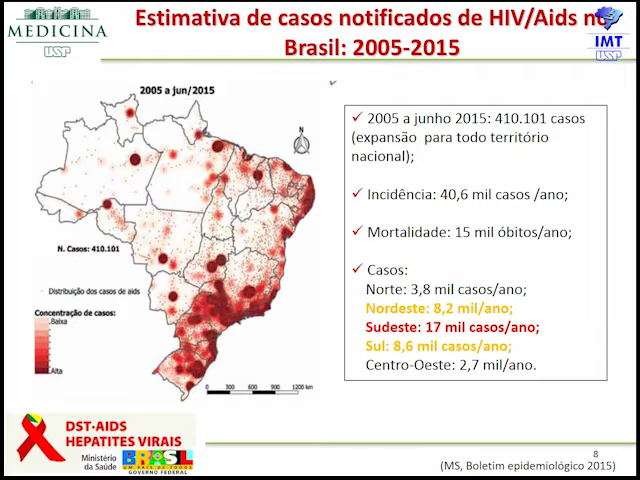 MEDICINA
USP
Estimativa de casos notificados de HIV/Aids no
Brasil: 2005-2015
IMT
USP
2005 a jun/2015
N
N. Casos: 410.101
Distribuição dos casos de aids
Concentração de casos:
Baixa
Alta
0 300 600 900 1200 km
✓ 2005 a junho 2015: 410.101 casos
(expansão para todo território
nacional);
✓ Incidência: 40,6 mil casos /ano;
✓ Mortalidade: 15 mil óbitos/ano;
✓ Casos:
Norte: 3,8 mil casos/ano;
Nordeste: 8,2 mil/ano;
Sudeste: 17 mil casos/ano;
Sul: 8,6 mil casos/ano;
Centro-Oeste: 2,7 mil/ano.
DST·AIDS
HEPATITES VIRAIS
Ministério
da Saúde
BRASIL
UM PAÍS DE TODOS
GOVERNO FEDERAL
8
(MS, Boletim epidemiológico 2015)